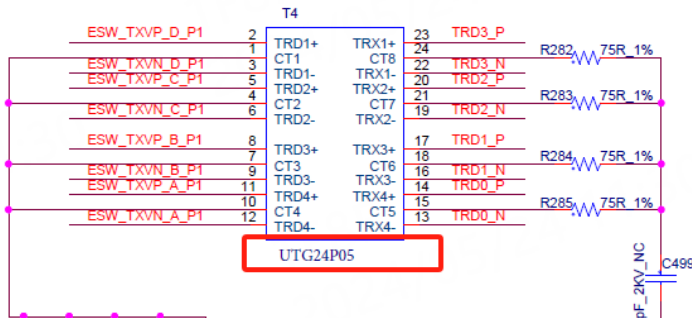 T4
ESW_TXVP_D_P1 2 TRD1+ TRX1+ 23 TRD3_P
1 CT1 CT8 24 R282 75R_1%
ESW_TXVN_D_P1 3 TRD1- TRX1- 22 TRD3_N
ESW_TXVP_C_P1 5 TRD2+ TRX2+ 20 TRD2_P
4 CT2 CT7 21 R283 75R_1%
ESW_TXVN_C_P1 6 TRD2- TRX2- 19 TRD2_N
ESW_TXVP_B_P1 8 TRD3+ TRX3+ 17 TRD1_P
7 CT3 CT6 18 R284 75R_1%
ESW_TXVN_B_P1 9 TRD3- TRX3- 16 TRD1_N
ESW_TXVP_A_P1 11 TRD4+ TRX4+ 14 TRD0_P
10 CT4 CT5 15 R285 75R_1%
ESW_TXVN_A_P1 12 TRD4- TRX4- 13 TRD0_N
UTG24P05
C499
pF_2KV_NC